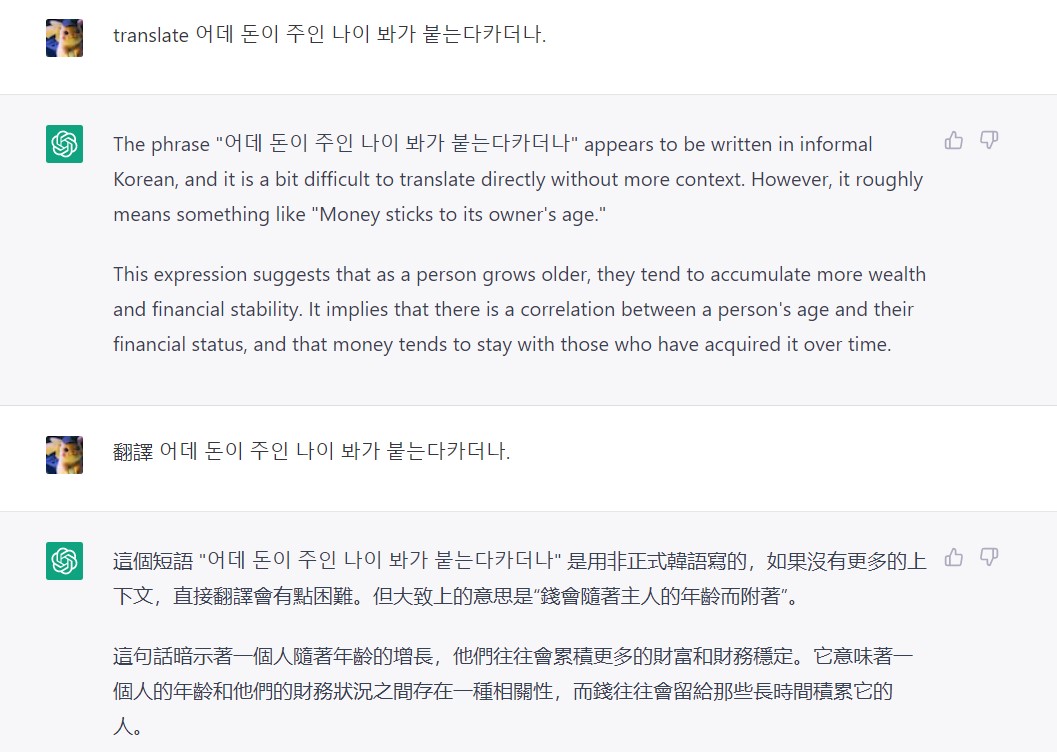 translate 어데 돈이 주인 나이 봐가 붙는다카더나.
The phrase "어데 돈이 주인 나이 봐가 붙는다카더나" appears to be written in informal
Korean, and it is a bit difficult to translate directly without more context. However, it roughly
means something like "Money sticks to its owner's age."
This expression suggests that as a person grows older, they tend to accumulate more wealth
and financial stability. It implies that there is a correlation between a person's age and their
financial status, and that money tends to stay with those who have acquired it over time.
翻譯 어데 돈이 주인 나이 봐가 붙는다카더나.
這個短語 "어데 돈이 주인 나이 봐가 붙는다카더나" 是用非正式韓語寫的，如果沒有更多的上
下文，直接翻譯會有點困難。但大致上的意思是“錢會隨著主人的年齡而附著”。
這句話暗示著一個人隨著年齡的增長，他們往往會累積更多的財富和財務穩定。它意味著一
個人的年齡和他們的財務狀況之間存在一種相關性，而錢往往會留給那些長時間積累它的
人。